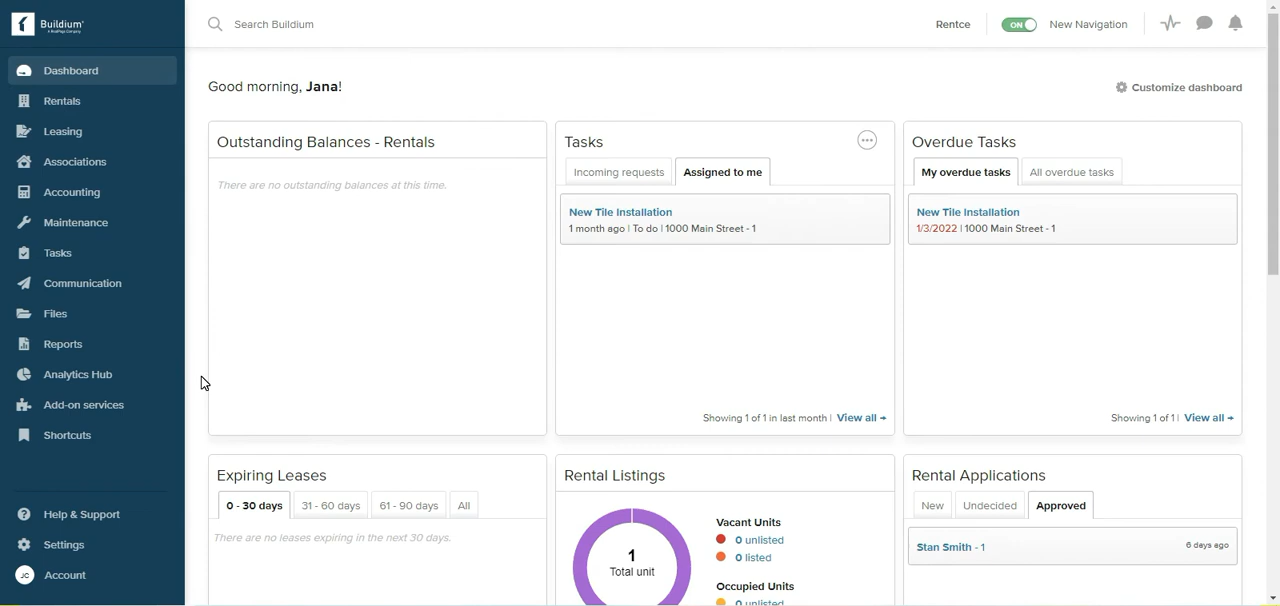 Buildium®
A RealPage Company
Search Buildium
Rentce
ON
New Navigation
Dashboard
Rentals
Leasing
Associations
Accounting
Maintenance
Tasks
Communication
Files
Reports
Analytics Hub
Add-on services
Shortcuts
Help & Support
Settings
JC
Account
Good morning, Jana!
Customize dashboard
Outstanding Balances - Rentals
There are no outstanding balances at this time.
Tasks
Incoming requests
Assigned to me
New Tile Installation
1 month ago | To do | 1000 Main Street - 1
Showing 1 of 1 in last month | View all →
Overdue Tasks
My overdue tasks
All overdue tasks
New Tile Installation
1/3/2022 | 1000 Main Street - 1
Showing 1 of 1 | View all →
Expiring Leases
0 - 30 days
31 - 60 days
61 - 90 days
All
There are no leases expiring in the next 30 days.
Rental Listings
1
Total unit
Vacant Units
0 unlisted
0 listed
Occupied Units
0 unlisted
Rental Applications
New
Undecided
Approved
Stan Smith - 1
6 days ago